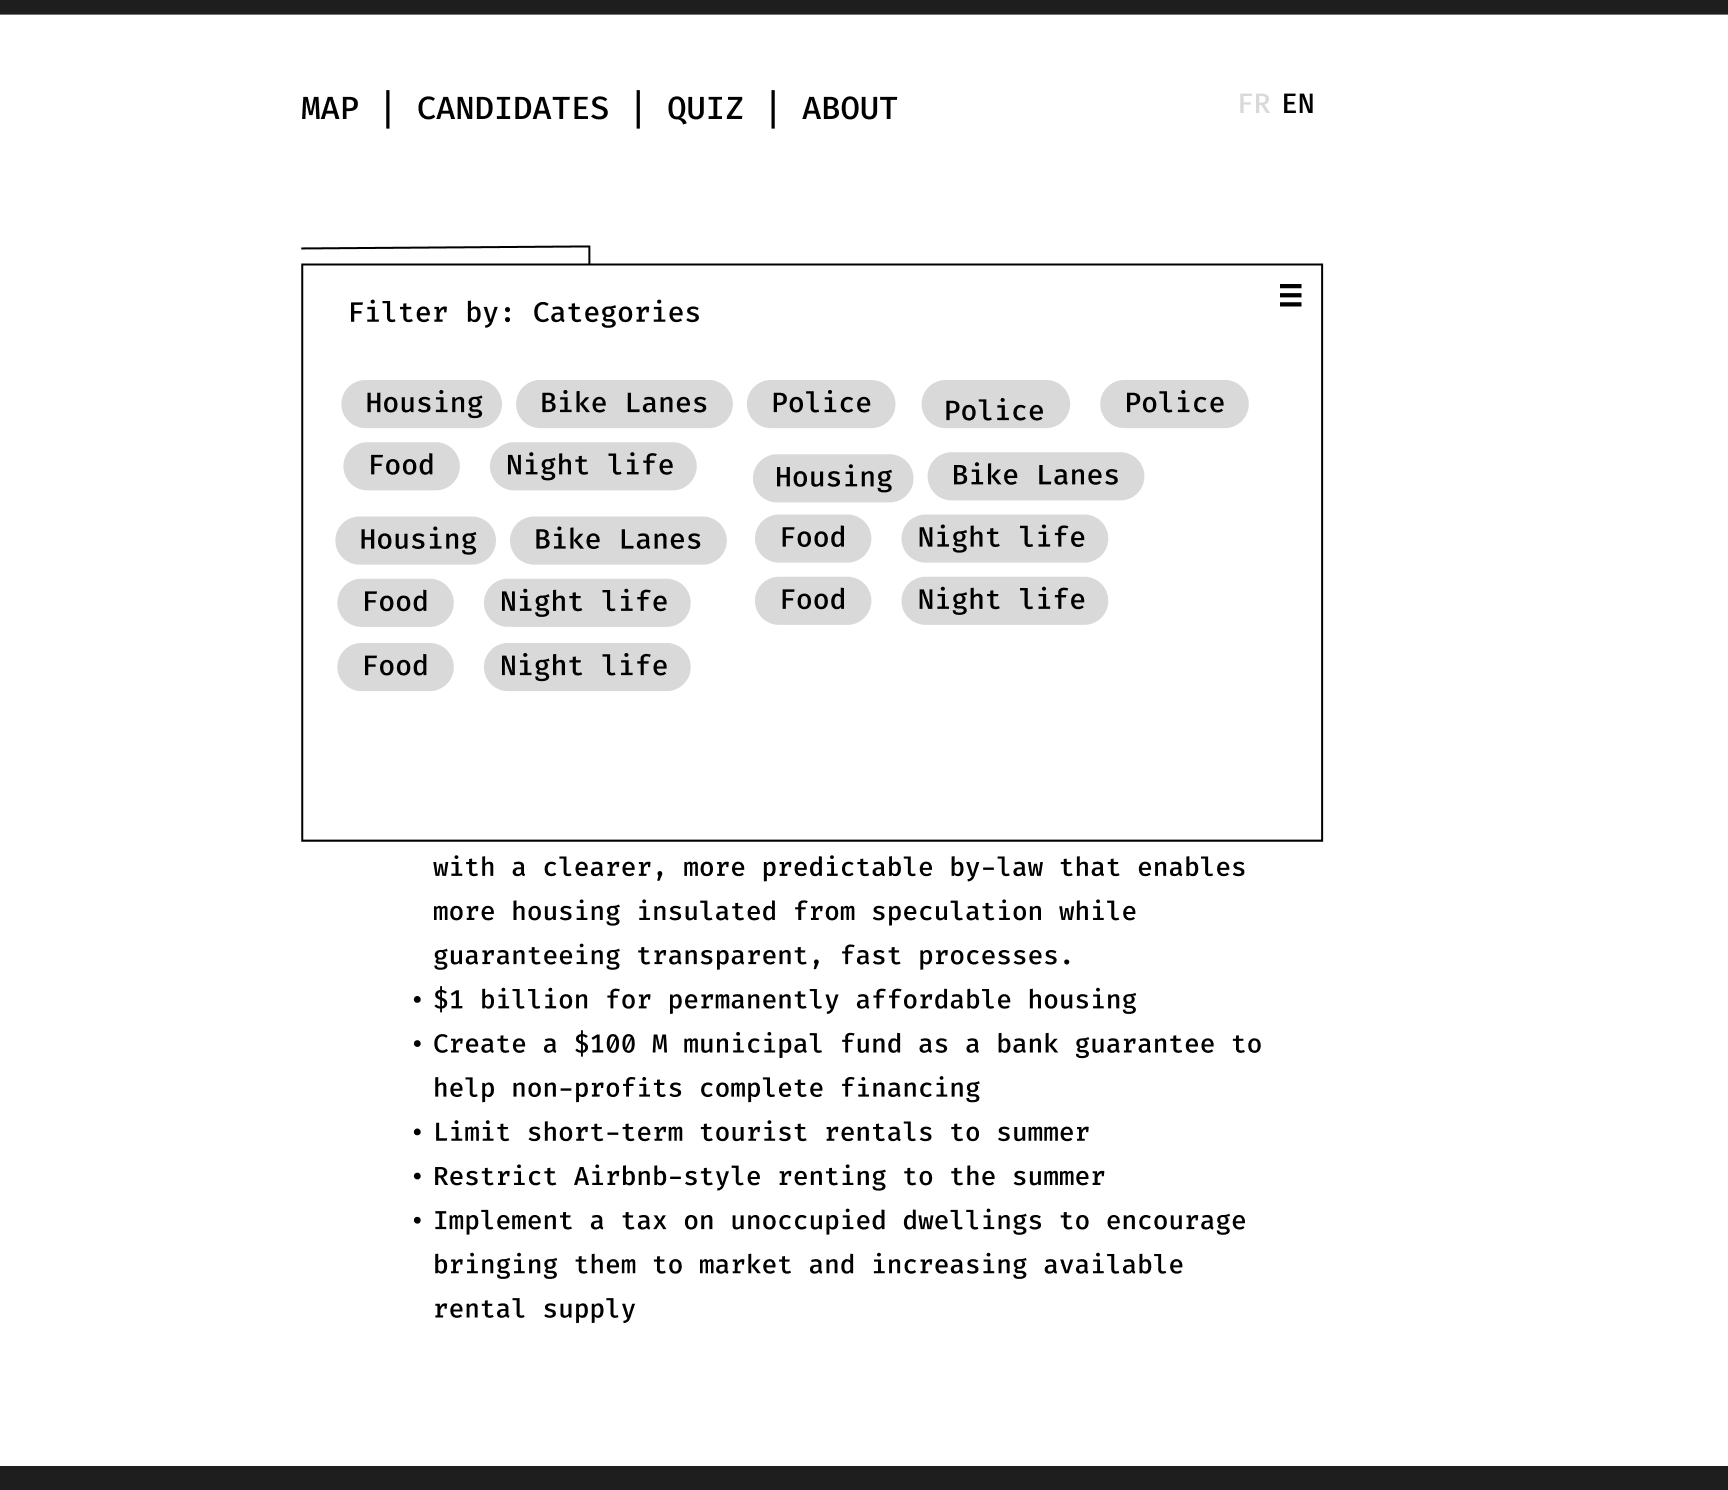 MAP | CANDIDATES | QUIZ | ABOUT
FR EN
Filter by: Categories
Housing Bike Lanes Police Police Police
Food Night life Housing Bike Lanes
Housing Bike Lanes Food Night life
Food Night life Food Night life
Food Night life
with a clearer, more predictable by-law that enables
more housing insulated from speculation while
guaranteeing transparent, fast processes.
• $1 billion for permanently affordable housing
• Create a $100 M municipal fund as a bank guarantee to
help non-profits complete financing
• Limit short-term tourist rentals to summer
• Restrict Airbnb-style renting to the summer
• Implement a tax on unoccupied dwellings to encourage
bringing them to market and increasing available
rental supply